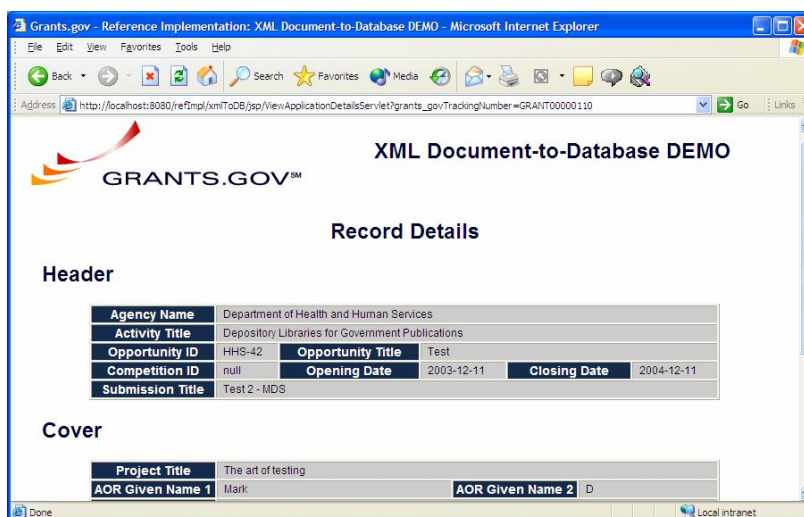 Grants.gov - Reference Implementation: XML Document-to-Database DEMO - Microsoft Internet Explorer
File Edit View Favorites Tools Help
Back Search Favorites Media
Address http://localhost:8080/refImpl/xmlToDB/jsp/ViewApplicationDetailsServlet?grants_govTrackingNumber=GRANT00000110 Go Links
XML Document-to-Database DEMO
GRANTS.GOV℠
Record Details
Header
Agency Name Department of Health and Human Services
Activity Title Depository Libraries for Government Publications
Opportunity ID HHS-42 Opportunity Title Test
Competition ID null Opening Date 2003-12-11 Closing Date 2004-12-11
Submission Title Test 2 - MDS
Cover
Project Title The art of testing
AOR Given Name 1 Mark AOR Given Name 2 D
Done Local intranet